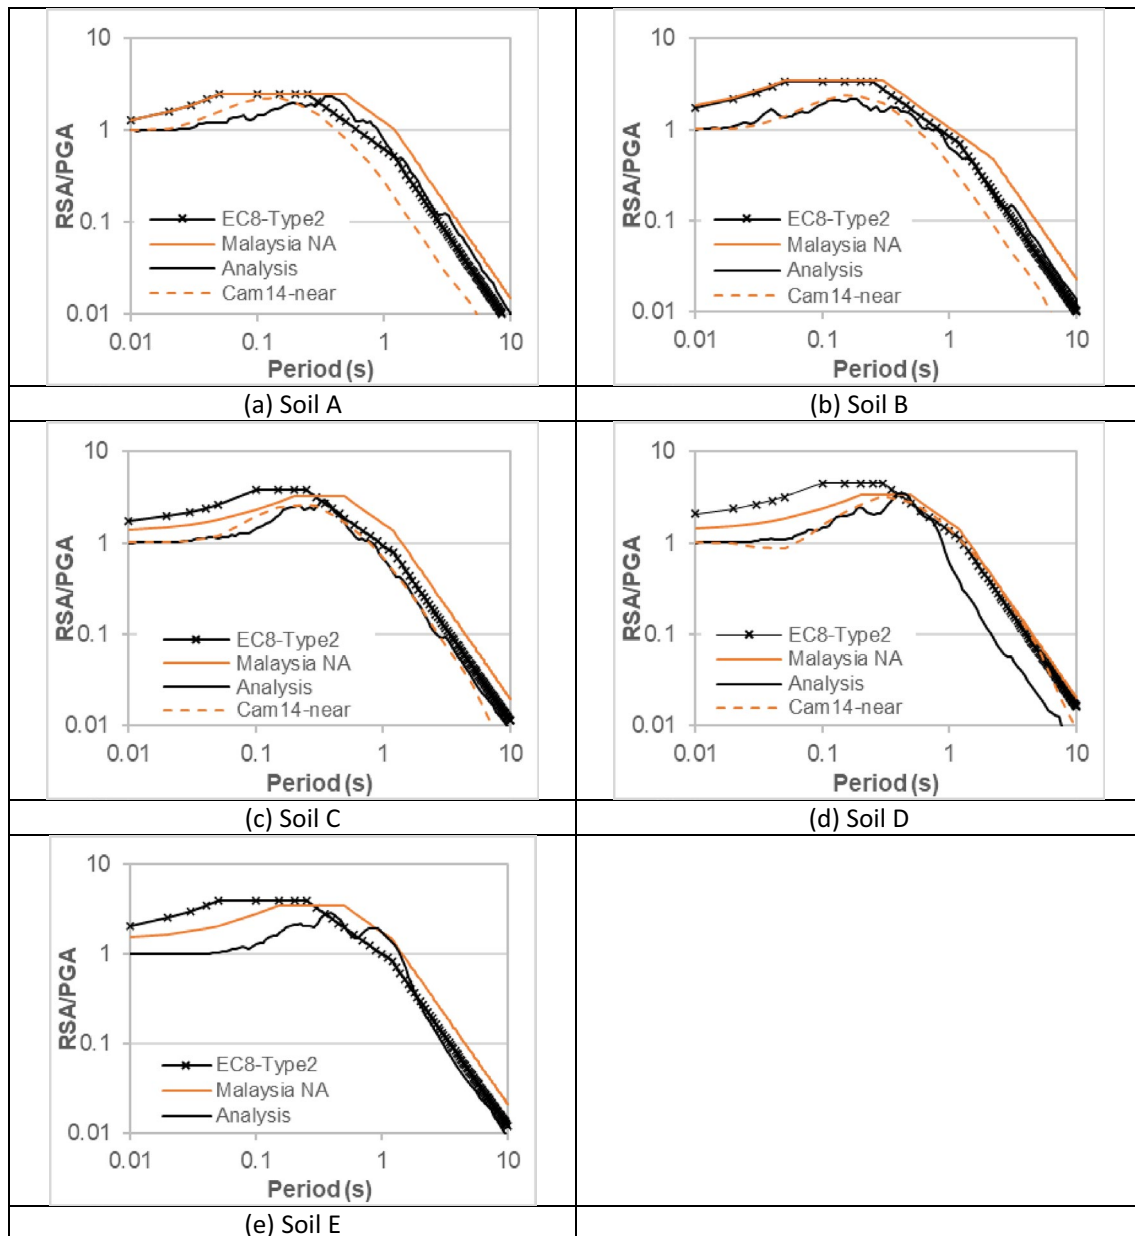 10
1
0.1
0.01
RSA/PGA
EC8-Type2
Malaysia NA
Analysis
Cam14-near
0.01 0.1 1 10
Period (s)
(a) Soil A
10
1
0.1
0.01
RSA/PGA
EC8-Type2
Malaysia NA
Analysis
Cam14-near
0.01 0.1 1 10
Period (s)
(b) Soil B
10
1
0.1
0.01
RSA/PGA
EC8-Type2
Malaysia NA
Analysis
Cam14-near
0.01 0.1 1 10
Period (s)
(c) Soil C
10
1
0.1
0.01
RSA/PGA
EC8-Type2
Malaysia NA
Analysis
Cam14-near
0.01 0.1 1 10
Period (s)
(d) Soil D
10
1
0.1
0.01
RSA/PGA
EC8-Type2
Malaysia NA
Analysis
0.01 0.1 1 10
Period (s)
(e) Soil E